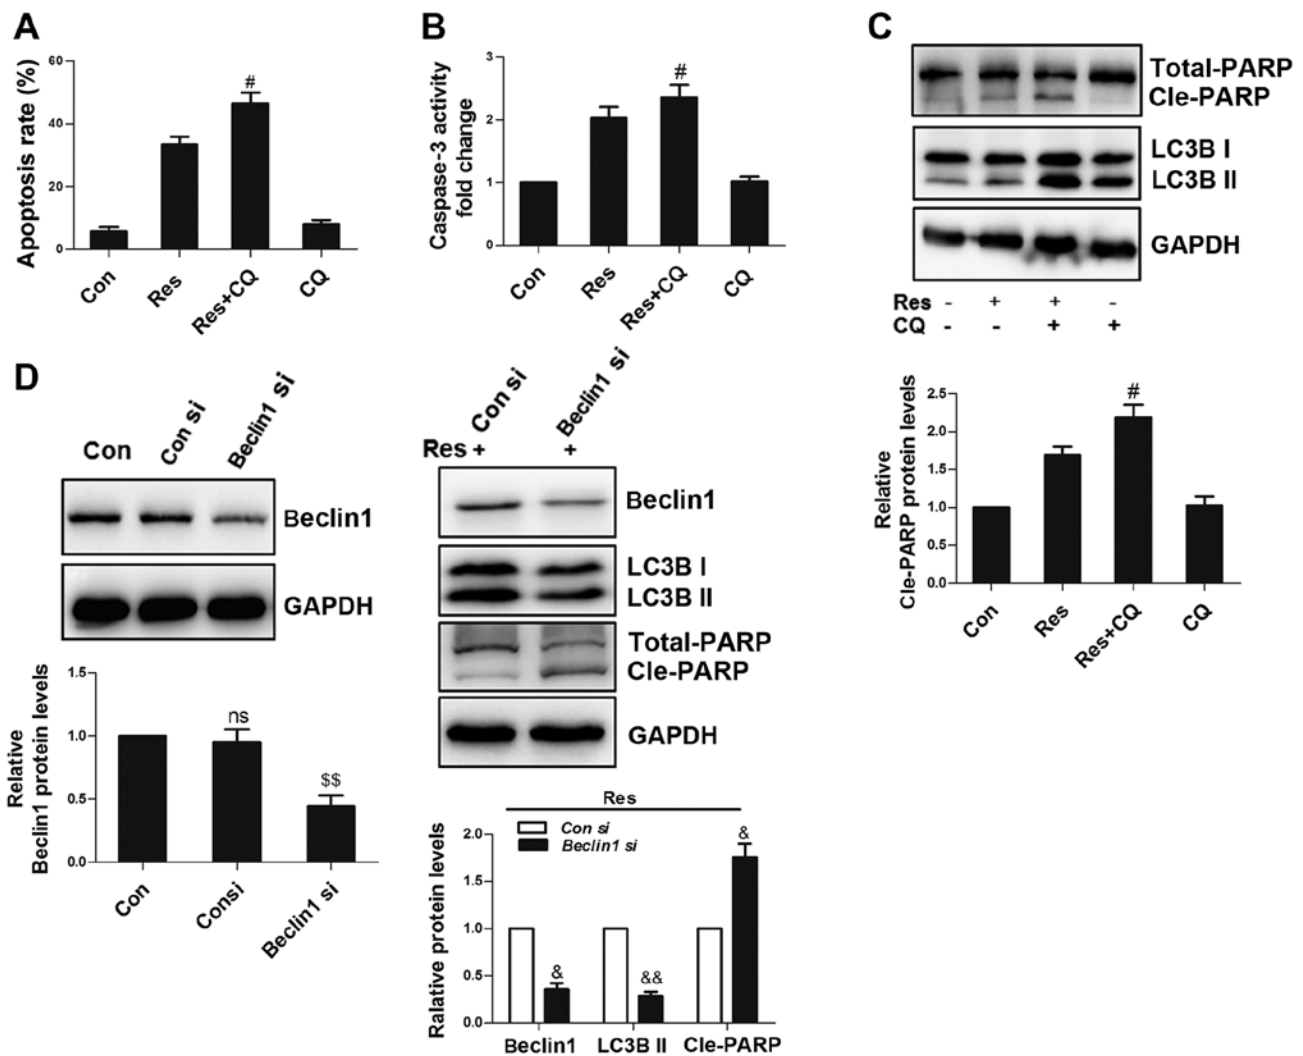 A
Apoptosis rate (%)
60
40
20
0
Con
Res
Res+CQ
CQ
#
B
Caspase-3 activity
fold change
3
2
1
0
Con
Res
Res+CQ
CQ
#
C
Total-PARP
Cle-PARP
LC3B I
LC3B II
GAPDH
Res - + + -
CQ - - + +
Relative
Cle-PARP protein levels
2.5
2.0
1.5
1.0
0.5
0.0
#
Con
Res
Res+CQ
CQ
D
Con
Con si
Beclin1 si
Beclin1
GAPDH
Relative
Beclin1 protein levels
1.5
1.0
0.5
0.0
ns
$$
Con
Consi
Beclin1 si
Con si
Beclin1 si
Res + +
Beclin1
LC3B I
LC3B II
Total-PARP
Cle-PARP
GAPDH
Res
Con si
Beclin1 si
Ralative protein levels
2.0
1.5
1.0
0.5
0.0
&
&&
&
Beclin1 LC3B II Cle-PARP